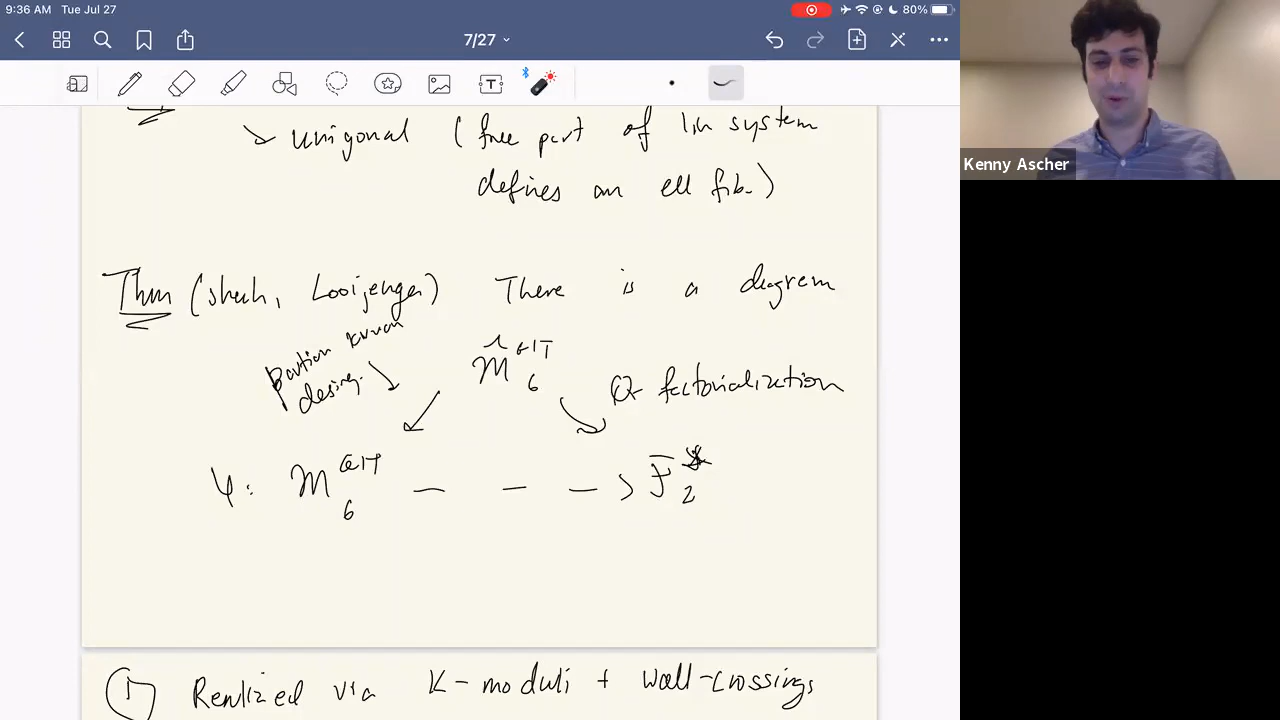 9:36 AM Tue Jul 27
80%
7/27
T
Kenny Ascher
↘ unigonal ( free part of lin system
defines an ell fib. )
Thm (Shah, Looijenga) There is a diagram
partial Kirwan
desing.
M̂ GIT 6
Q-factorialization
ψ: M GIT 6 - - - > F * 2
① Realized via K-moduli + wall-crossings